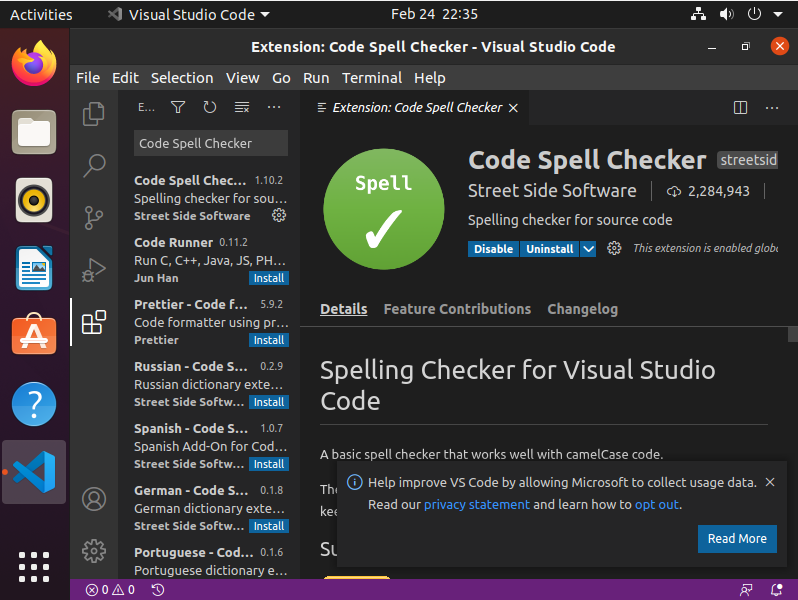 Activities Visual Studio Code Feb 24 22:35
Extension: Code Spell Checker - Visual Studio Code
File Edit Selection View Go Run Terminal Help
E...
Extension: Code Spell Checker
Code Spell Checker
Code Spell Chec... 1.10.2
Spelling checker for sou...
Street Side Software
Code Runner 0.11.2
Run C, C++, Java, JS, PH...
Jun Han Install
Prettier - Code f... 5.9.2
Code formatter using pr...
Prettier Install
Russian - Code S... 0.2.9
Russian dictionary exte...
Street Side Softw... Install
Spanish - Code S... 1.0.7
Spanish Add-On for Cod...
Street Side Softw... Install
German - Code S... 0.1.8
German dictionary exte...
Street Side Softw... Install
Portuguese - Cod... 0.1.6
Portuguese dictionary e...
Spell
Code Spell Checker streetsid
Street Side Software 2,284,943
Spelling checker for source code
Disable Uninstall This extension is enabled globa
Details Feature Contributions Changelog
Spelling Checker for Visual Studio
Code
A basic spell checker that works well with camelCase code.
Help improve VS Code by allowing Microsoft to collect usage data.
Read our privacy statement and learn how to opt out.
Read More
0 0